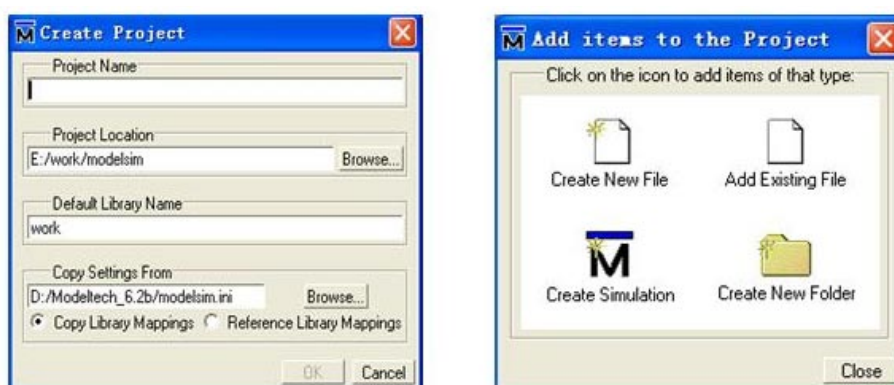 Create Project
Project Name
Project Location
E:/work/modelsim
Browse...
Default Library Name
work
Copy Settings From
D:/Modeltech_6.2b/modelsim.ini
Browse...
Copy Library Mappings
Reference Library Mappings
OK
Cancel
Add items to the Project
Click on the icon to add items of that type:
Create New File
Add Existing File
Create Simulation
Create New Folder
Close